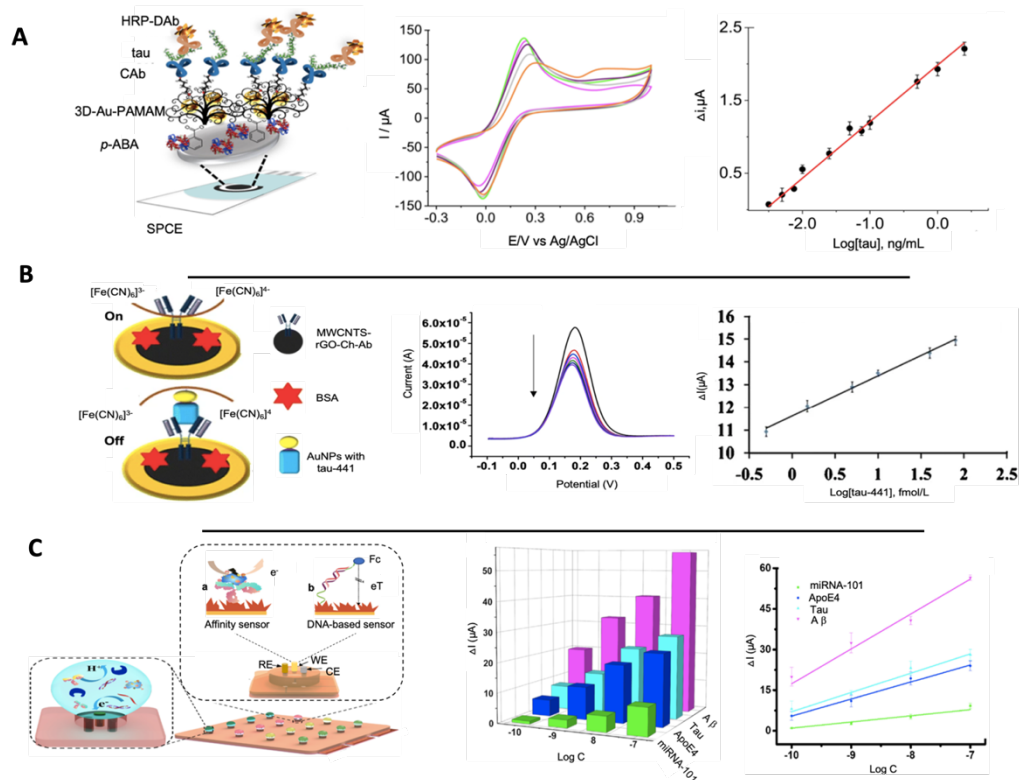 A
HRP-DAb
tau
CAb
3D-Au-PAMAM
p-ABA
SPCE
I / µA
150
100
50
0
-50
-100
-150
-0.3 0.0 0.3 0.6 0.9
E/V vs Ag/AgCl
Δi,µA
2.5
1.5
0.5
-2.0 -1.0 0.0
Log[tau], ng/mL
B
[Fe(CN)6]3- [Fe(CN)6]4-
On
MWCNTS-
rGO-Ch-Ab
BSA
[Fe(CN)6]3- [Fe(CN)6]4
Off
AuNPs with
tau-441
Current (A)
6.0x10-5
5.0x10-5
4.0x10-5
3.0x10-5
2.0x10-5
1.0x10-5
0.0
-0.1 0.0 0.1 0.2 0.3 0.4 0.5
Potential (V)
ΔI(µA)
16
15
14
13
12
11
10
-0.5 0 0.5 1 1.5 2 2.5
Log[tau-441], fmol/L
C
a
e-
Affinity sensor
b
Fc
eT
DNA-based sensor
RE
WE
CE
H+
e-
ΔI (µA)
50
40
30
20
10
0
-10 -9 8 -7
Log C
miRNA-101
ApoE4
Tau
A β
ΔI (µA)
60
45
30
15
0
miRNA-101
ApoE4
Tau
A β
-10 -9 -8 -7
Log C